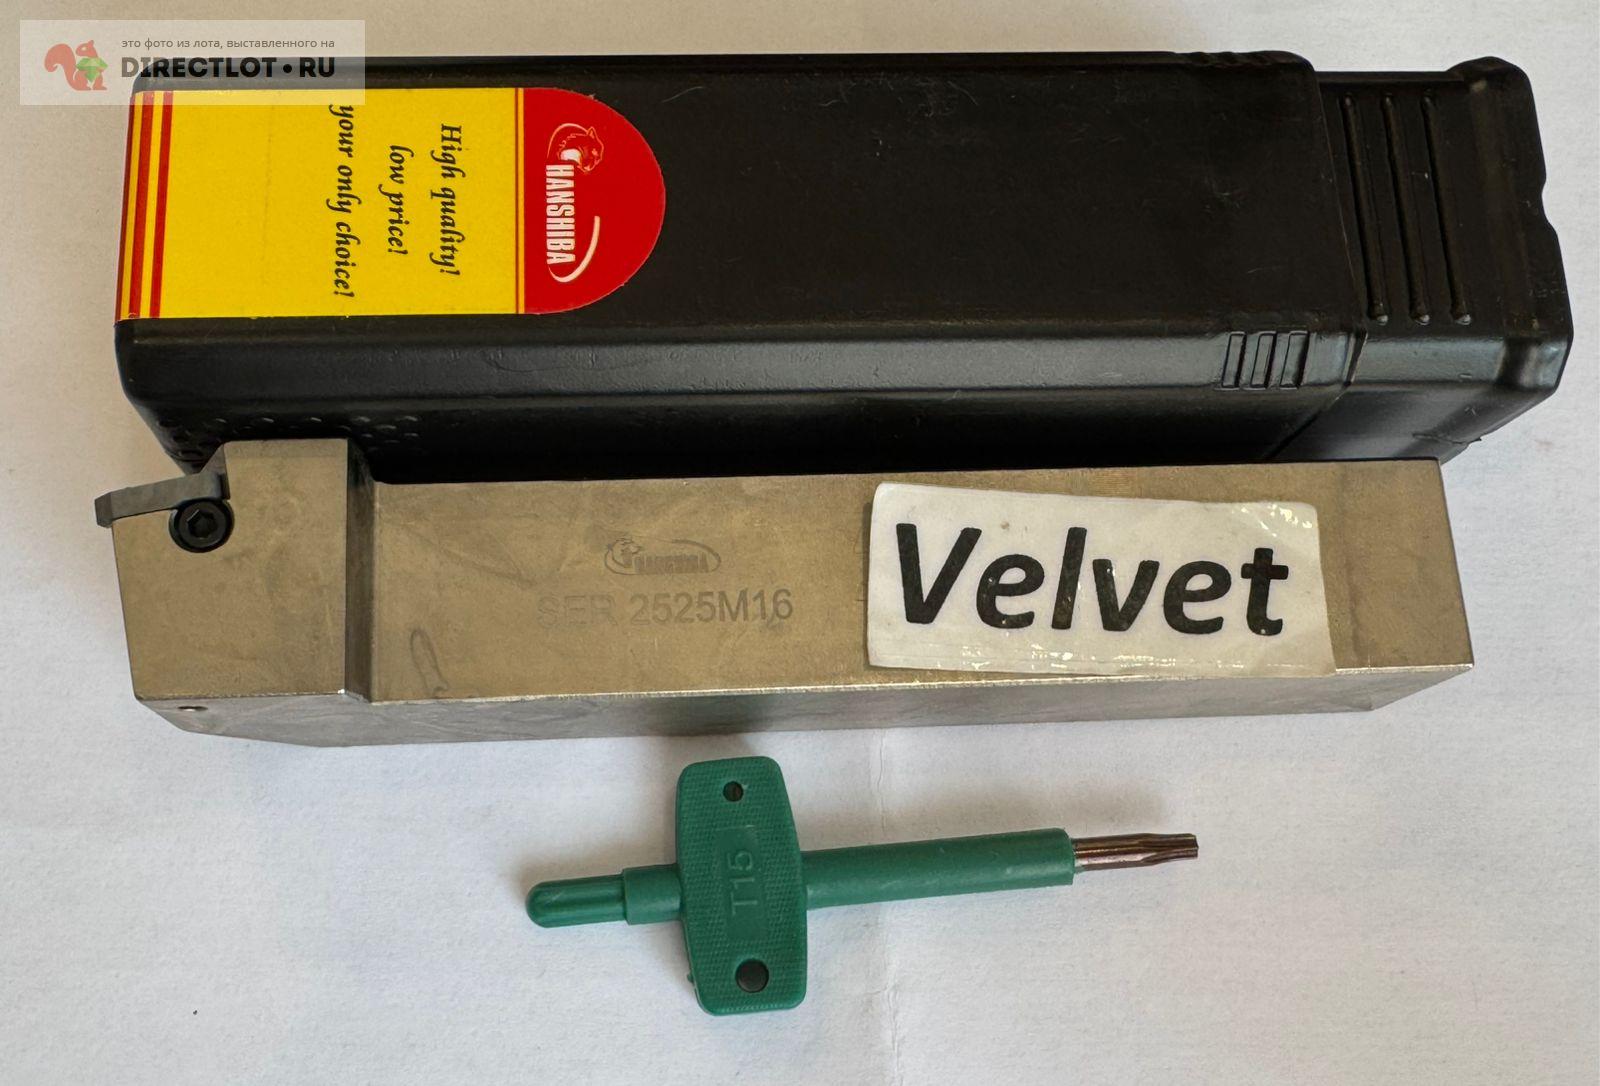 это фото из лота, выставленного на
DIRECTLOT•RU
High quality!
low price!
your only choice!
HANSHIBA
HANSHIBA
SER 2525M16
Velvet
T15